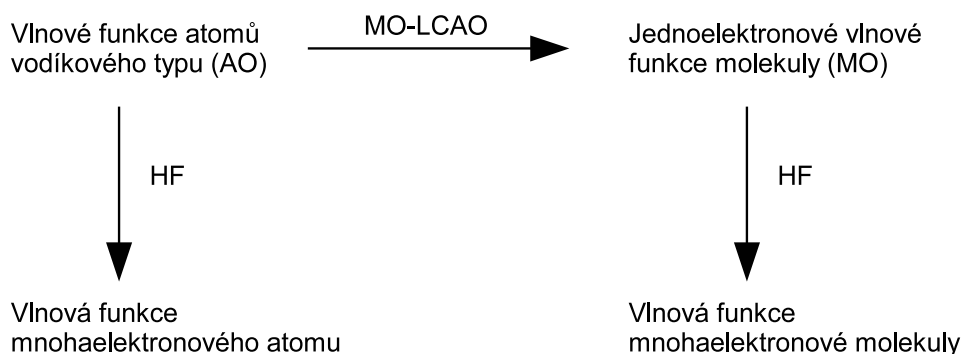 Vlnové funkce atomů
vodíkového typu (AO)
MO-LCAO
Jednoelektronové vlnové
funkce molekuly (MO)
HF
HF
Vlnová funkce
mnohaelektronového atomu
Vlnová funkce
mnohaelektronové molekuly